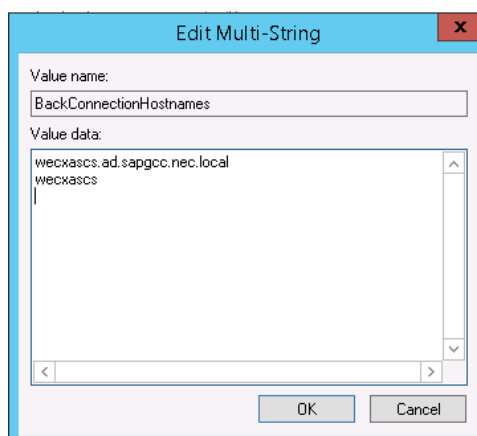 Edit Multi-String
X
Value name:
BackConnectionHostnames
Value data:
wecxascs.ad.sapgcc.nec.local
wecxascs
OK Cancel